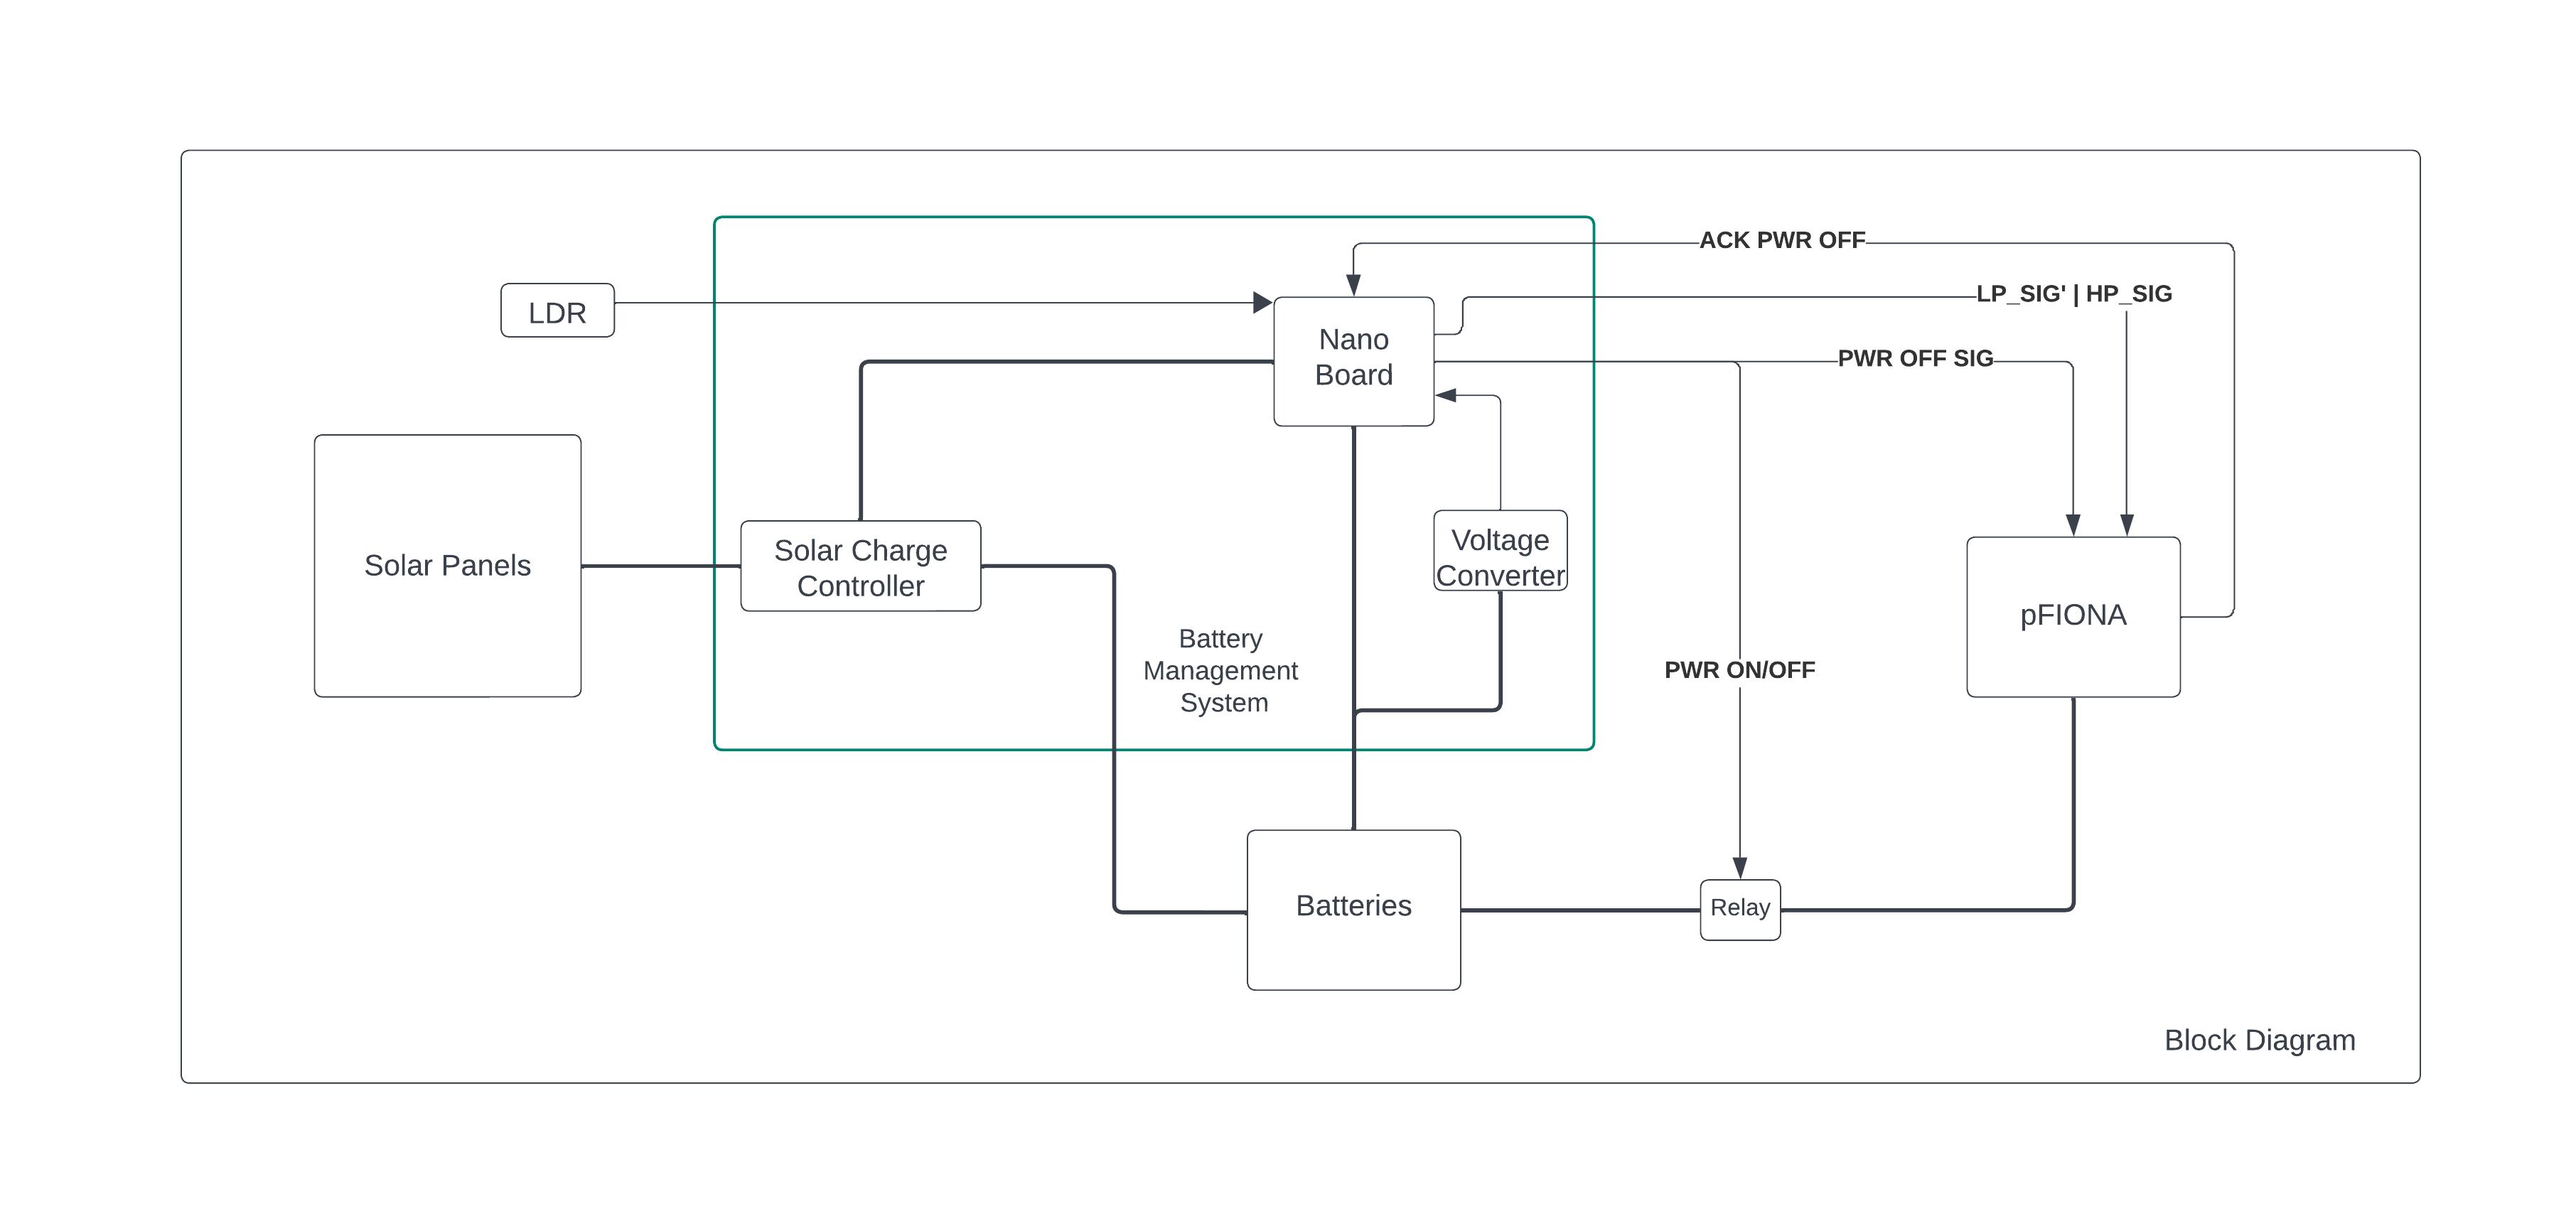 ACK PWR OFF
LP_SIG' | HP_SIG
LDR
Nano
Board
PWR OFF SIG
Solar Panels
Solar Charge
Controller
Voltage
Converter
Battery
Management
System
PWR ON/OFF
pFIONA
Batteries
Relay
Block Diagram